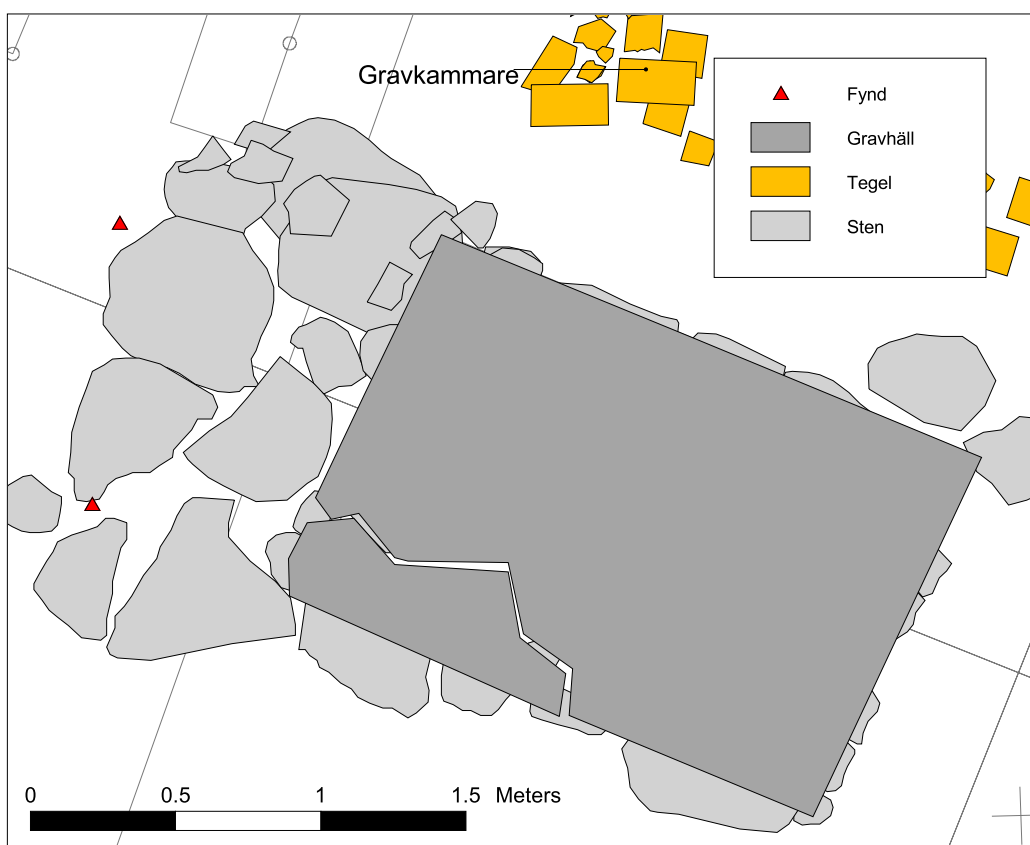 Gravkammare
Fynd
Gravhäll
Tegel
Sten
0 0.5 1 1.5 Meters